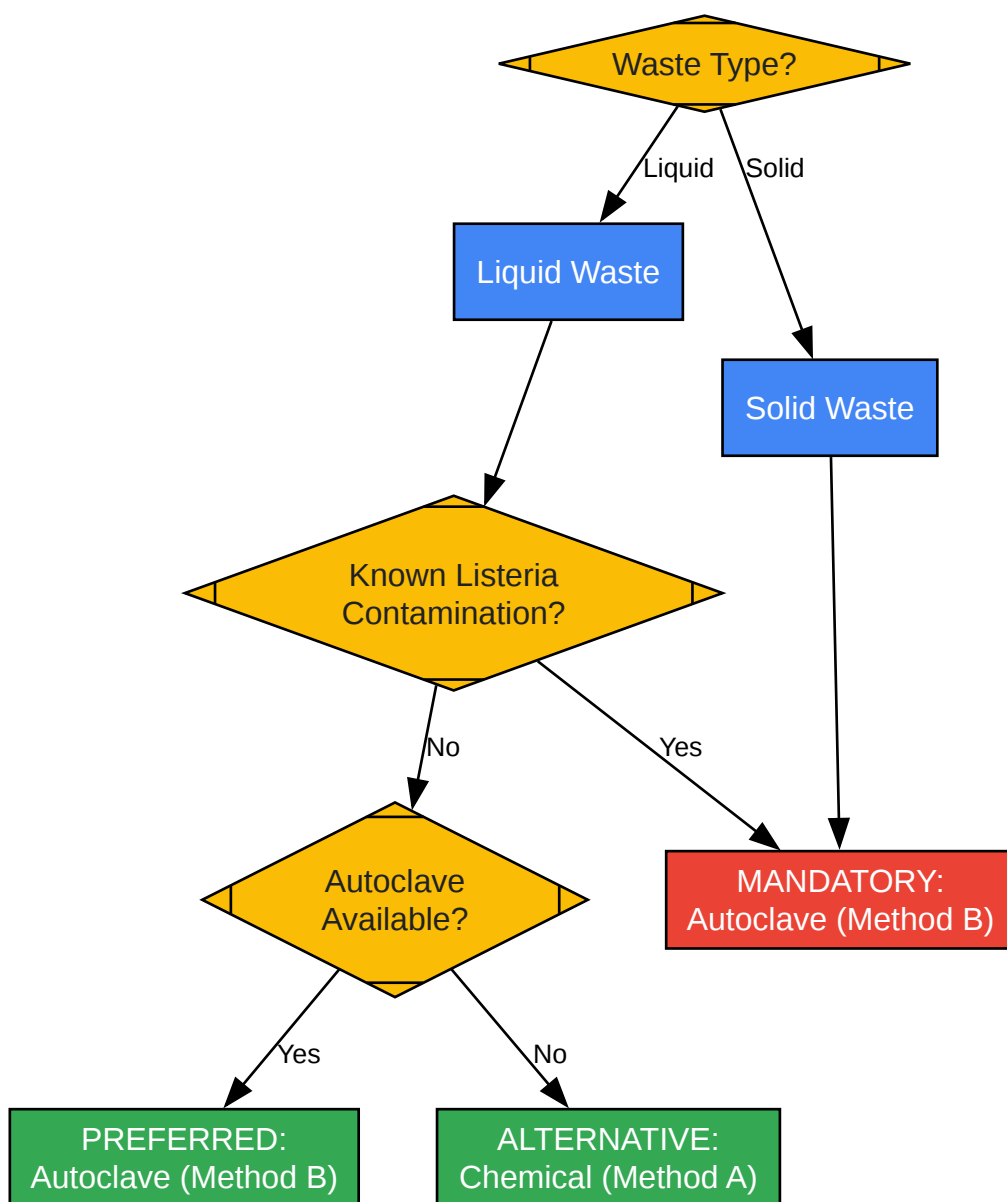 Waste Type?
Liquid
Solid
Liquid Waste
Solid Waste
Known Listeria
Contamination?
No
Yes
Autoclave
Available?
MANDATORY:
Autoclave (Method B)
Yes
No
PREFERRED:
Autoclave (Method B)
ALTERNATIVE:
Chemical (Method A)